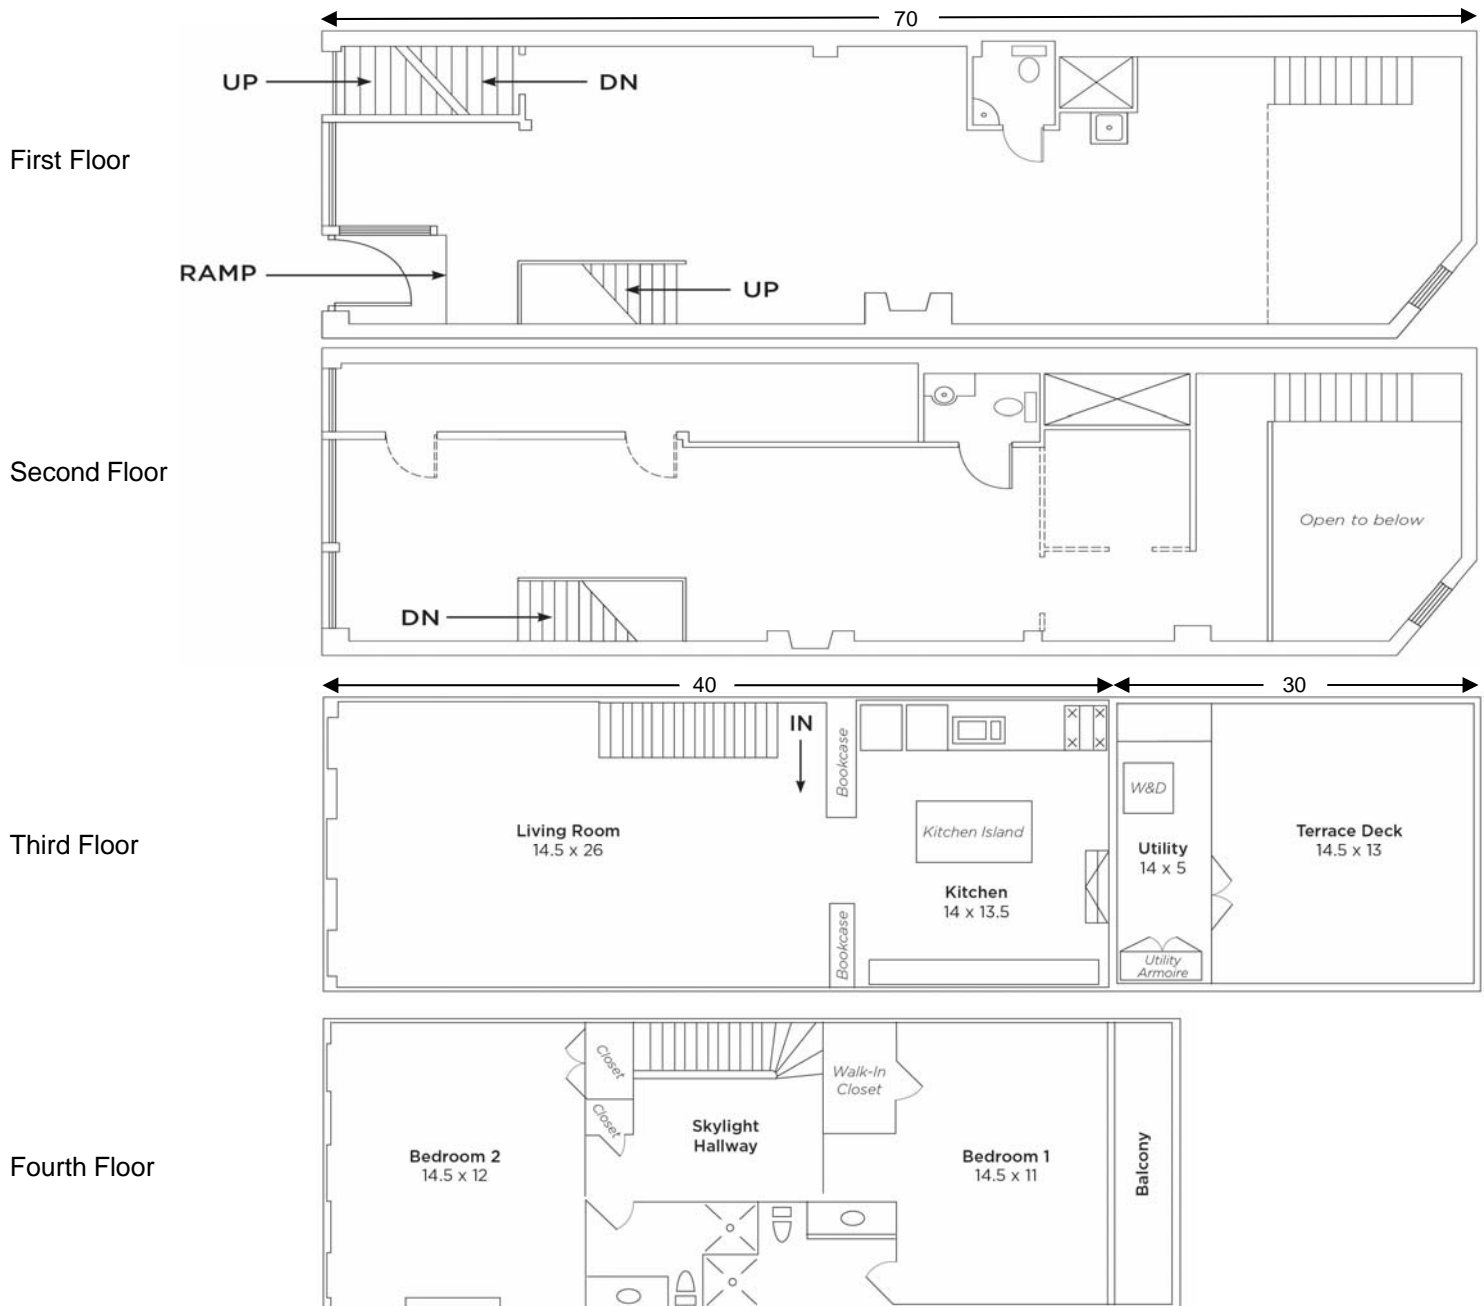 70
UP
DN
First Floor
RAMP
UP
Second Floor
Open to below
DN
40
30
IN
Bookcase
W&D
Kitchen Island
Living Room
14.5 x 26
Terrace Deck
14.5 x 13
Third Floor
Utility
14 x 5
Kitchen
14 x 13.5
Bookcase
Utility
Armoire
Closet
Walk-In
Closet
Closet
Skylight
Hallway
Fourth Floor
Bedroom 2
14.5 x 12
Bedroom 1
14.5 x 11
Balcony